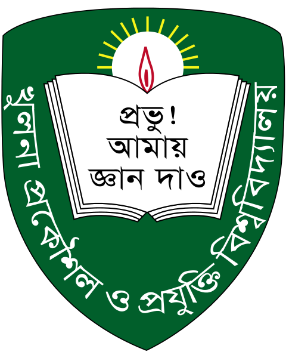 প্রভু!
আমায়
জ্ঞান দাও
খুলনা প্রকৌশল ও প্রযুক্তি বিশ্ববিদ্যালয়